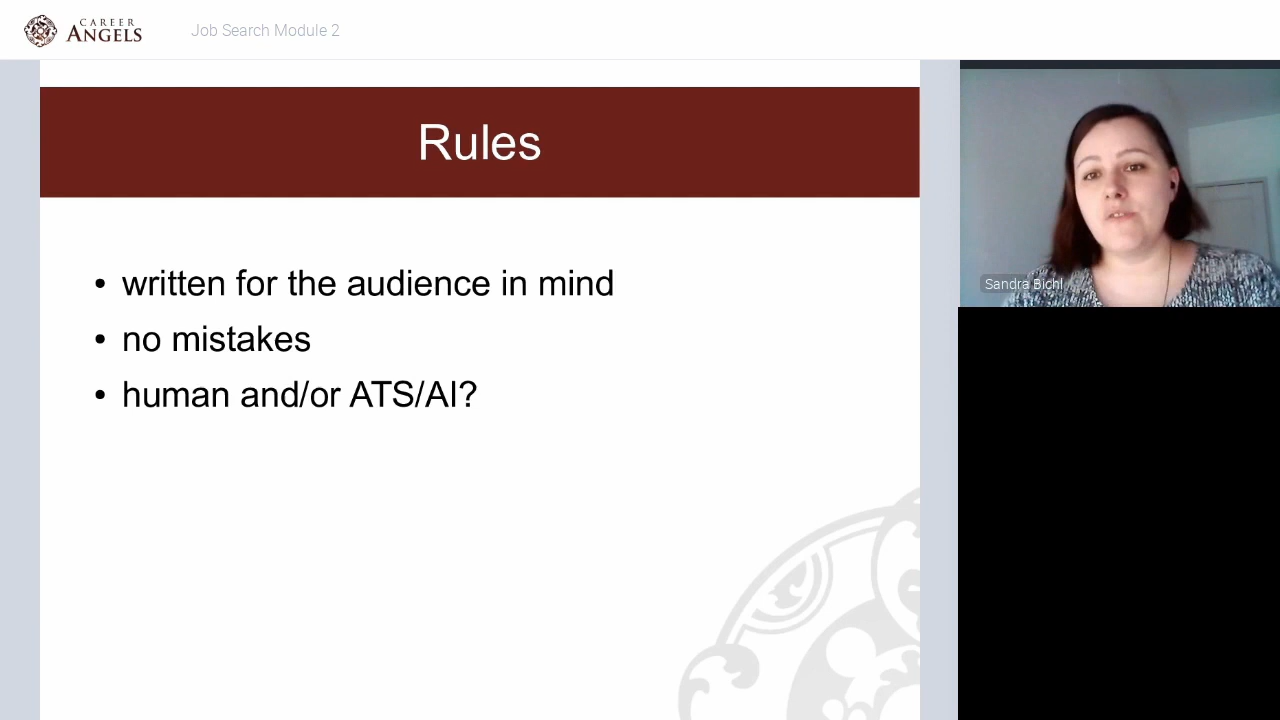 CAREER
ANGELS
Job Search Module 2
Rules
• written for the audience in mind
• no mistakes
• human and/or ATS/AI?
Sandra Bichl